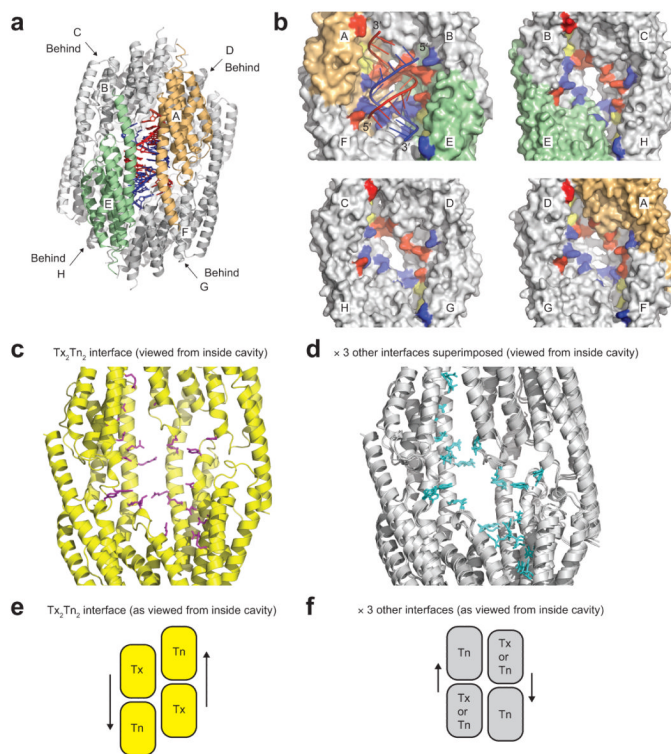 a
C
Behind
D
Behind
B
A
E
F
Behind
H
Behind
G
b
3'
A
5'
B
F
5'
3'
E
B
C
E
H
C
D
H
G
D
A
G
F
c
Tx₂Tn₂ interface (viewed from inside cavity)
d
× 3 other interfaces superimposed (viewed from inside cavity)
e
Tx₂Tn₂ interface (as viewed from inside cavity)
Tx
Tn
Tn
Tx
f
× 3 other interfaces (as viewed from inside cavity)
Tn
Tx
or
Tn
Tx
or
Tn
Tn